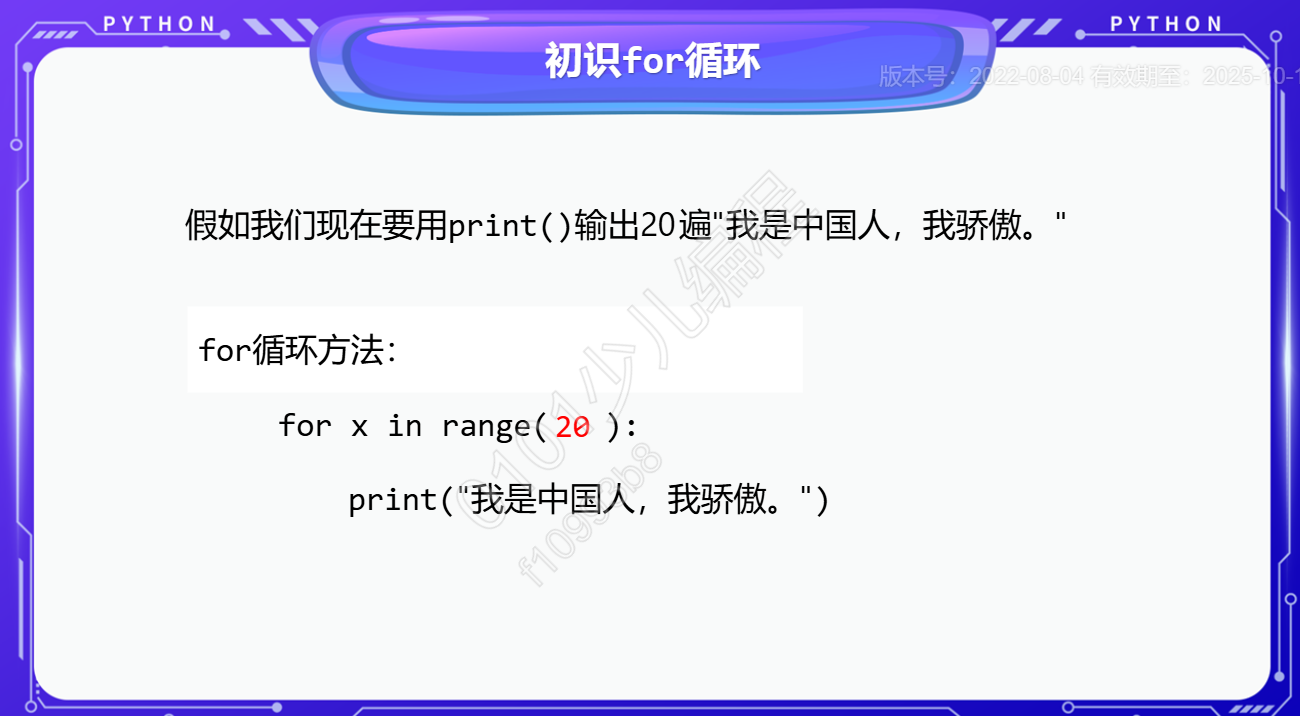 PYTHON
PYTHON
初识for循环
版本号：2022-08-04 有效期至：2025-10-1
假如我们现在要用print()输出20遍"我是中国人，我骄傲。"
for循环方法：
for x in range( 20 ):
print("我是中国人，我骄傲。")
0101少儿编程